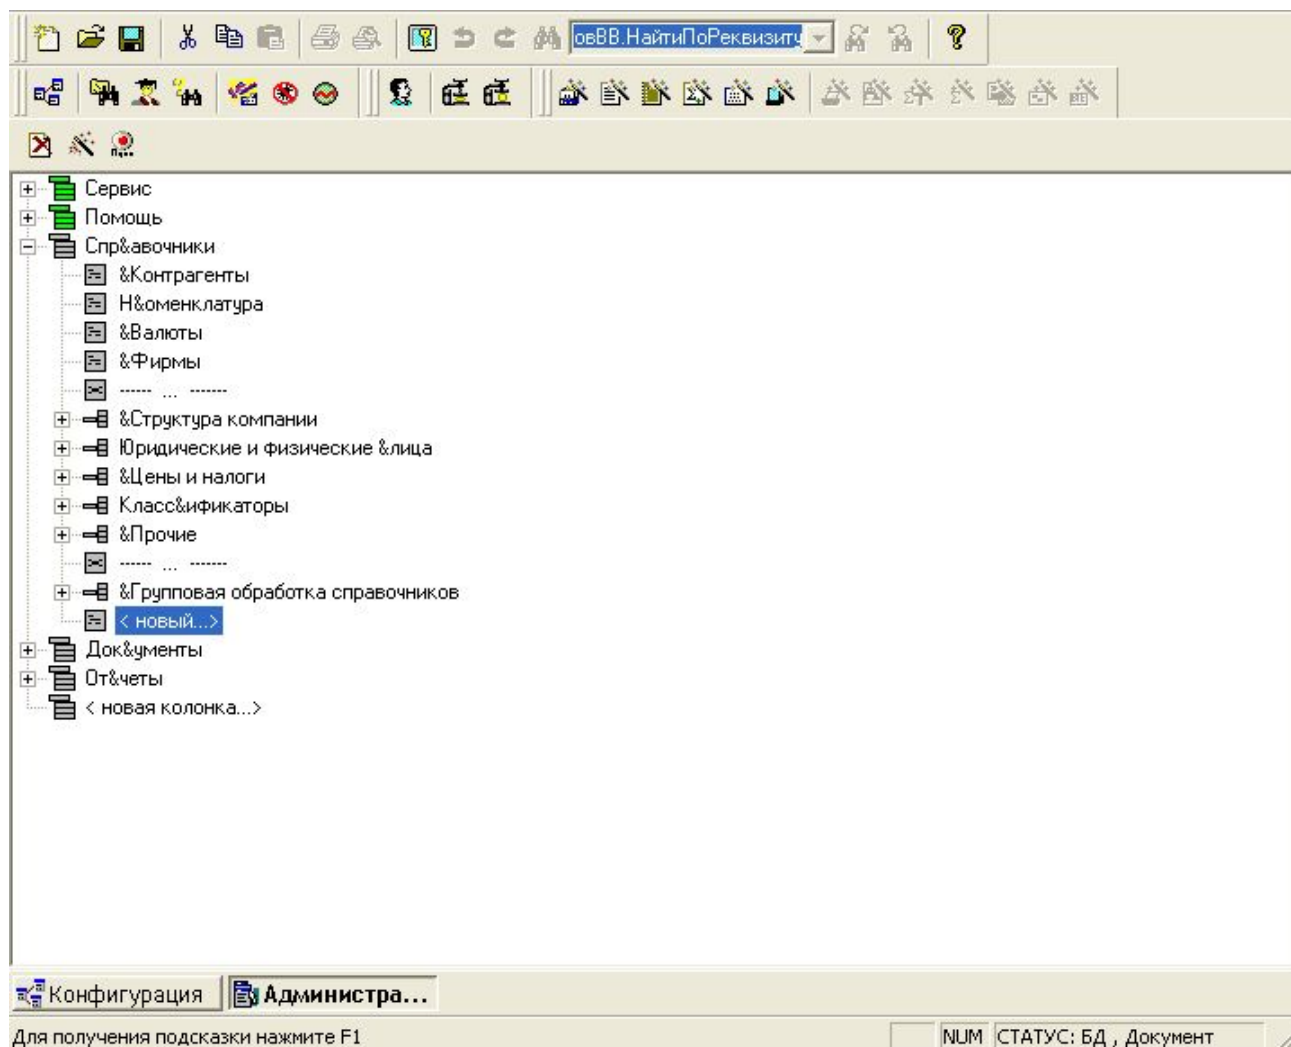 овВВ.НайтиПоРеквизиту
Сервис
Помощь
Спр&авочники
&Контрагенты
Н&оменклатура
&Валюты
&Фирмы
------ ... -------
&Структура компании
Юридические и физические &лица
&Цены и налоги
Класс&ификаторы
&Прочие
------ ... -------
&Групповая обработка справочников
< новый...>
Док&ументы
От&четы
< новая колонка...>
Конфигурация Администра...
Для получения подсказки нажмите F1 NUM СТАТУС: БД , Документ